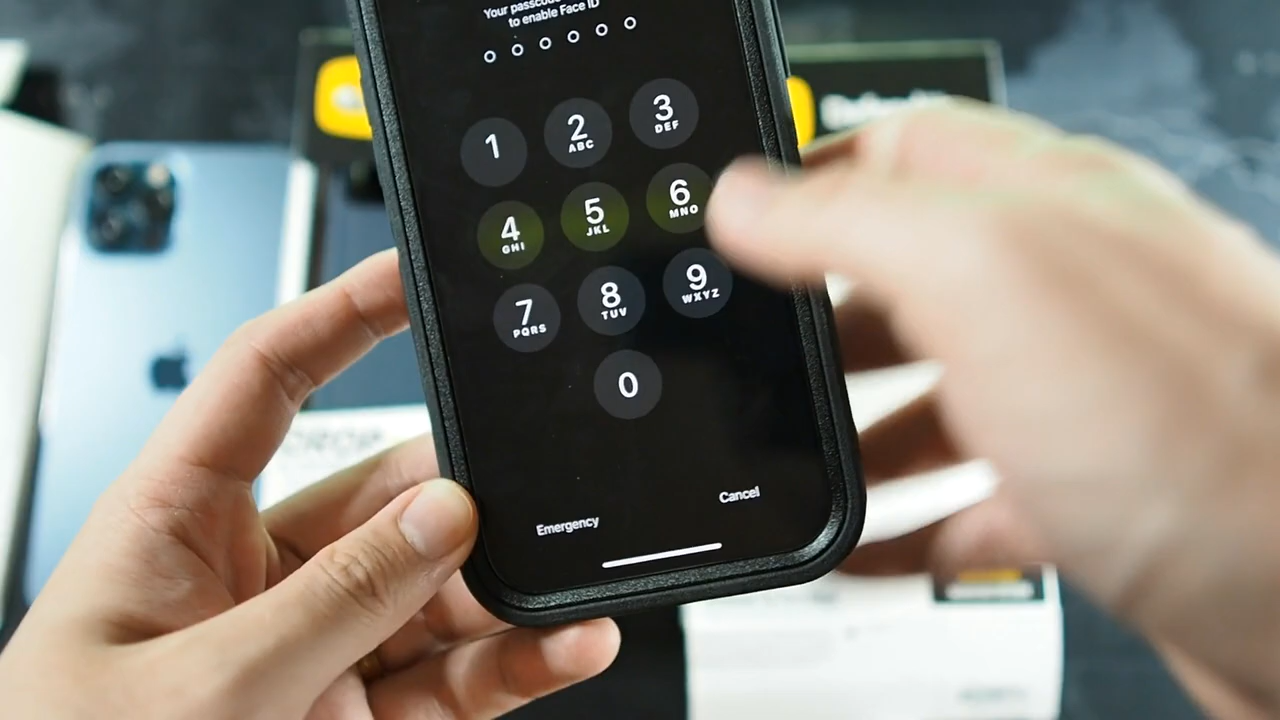 Your passcode
to enable Face ID
1
2
ABC
3
DEF
4
GHI
5
JKL
6
MNO
7
PQRS
8
TUV
9
WXYZ
0
Cancel
Emergency
DROP